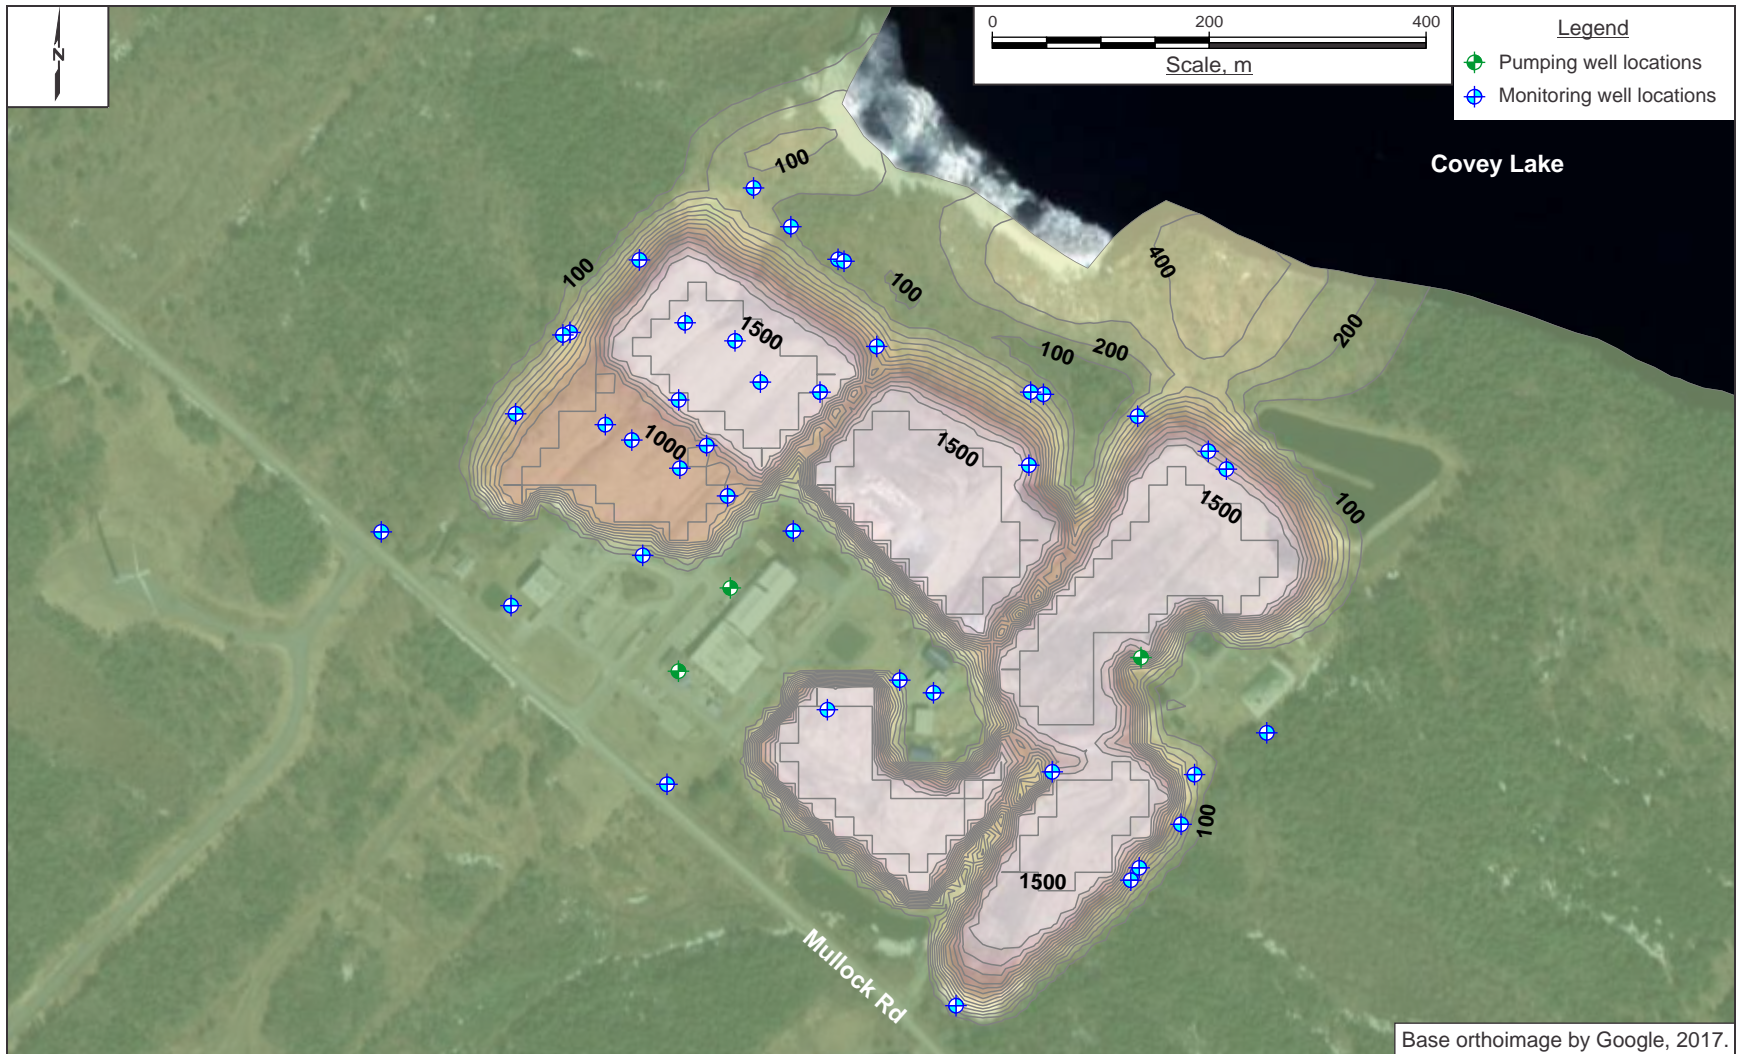 N
0 200 400
Scale, m
Legend
Pumping well locations
Monitoring well locations
Covey Lake
100
100
400
100
1500
200
100
200
1000
1500
1500
100
100
1500
Mullock Rd
Base orthoimage by Google, 2017.